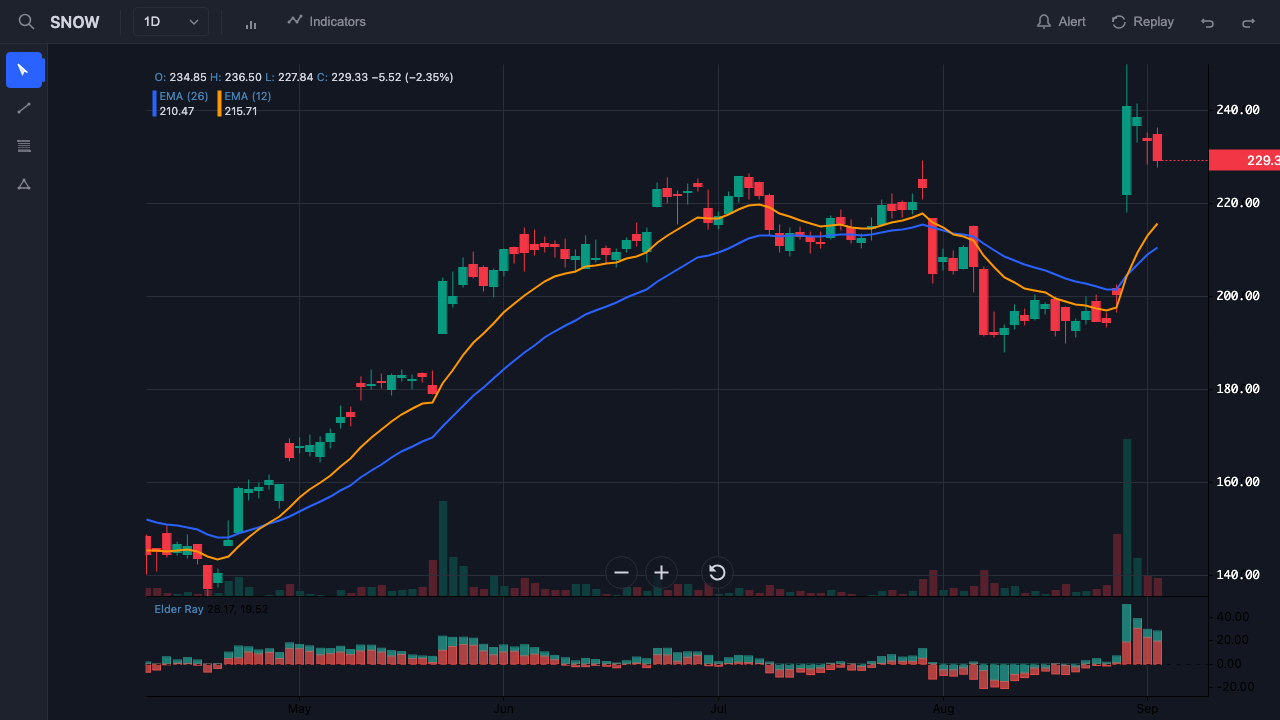 SNOW
1D
Indicators
Alert
Replay
O: 234.85 H: 236.50 L: 227.84 C: 229.33 −5.52 (−2.35%)
EMA (26)
210.47
EMA (12)
215.71
240.00
229.3
220.00
200.00
180.00
160.00
140.00
Elder Ray 28.17, 19.52
40.00
20.00
0.00
-20.00
May
Jun
Jul
Aug
Sep